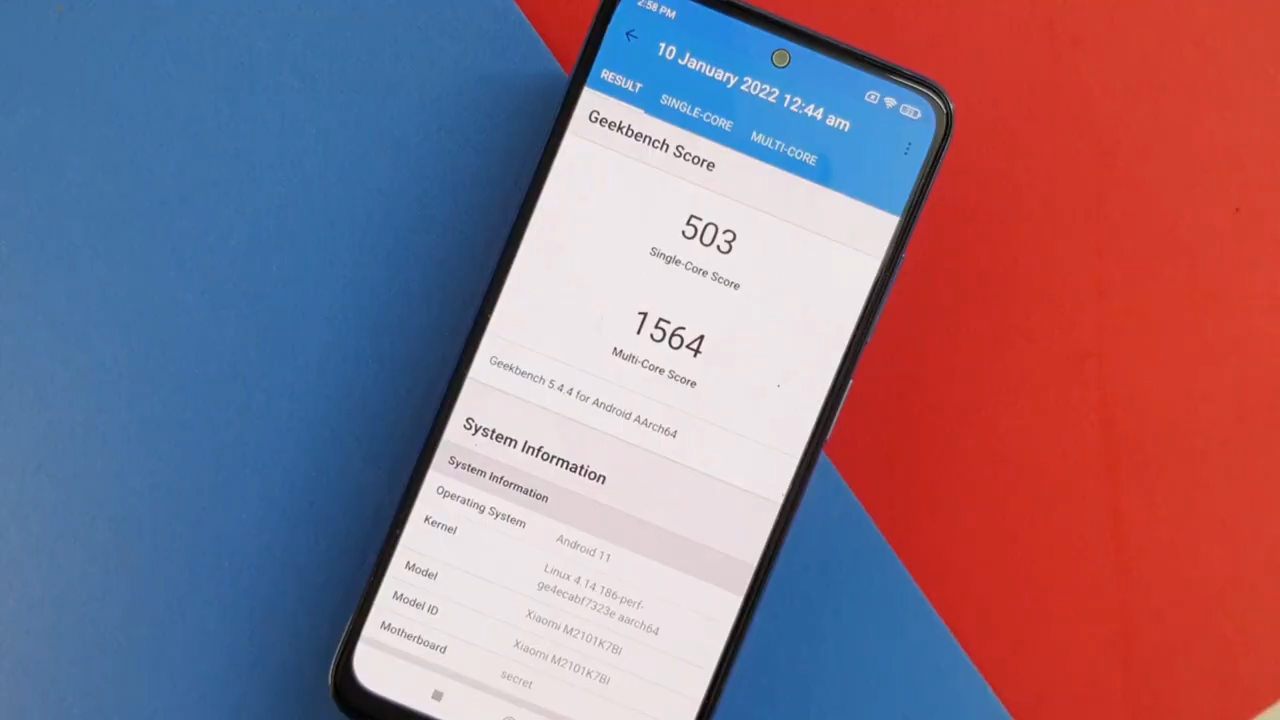 2:58 PM
10 January 2022 12:44 am
RESULT SINGLE-CORE MULTI-CORE
Geekbench Score
503
Single-Core Score
1564
Multi-Core Score
Geekbench 5.4.4 for Android AArch64
System Information
System Information
Operating System Android 11
Kernel Linux 4.14.186-perf-
ge4ecabf7323e aarch64
Model Xiaomi M2101K7BI
Model ID Xiaomi M2101K7BI
Motherboard secret